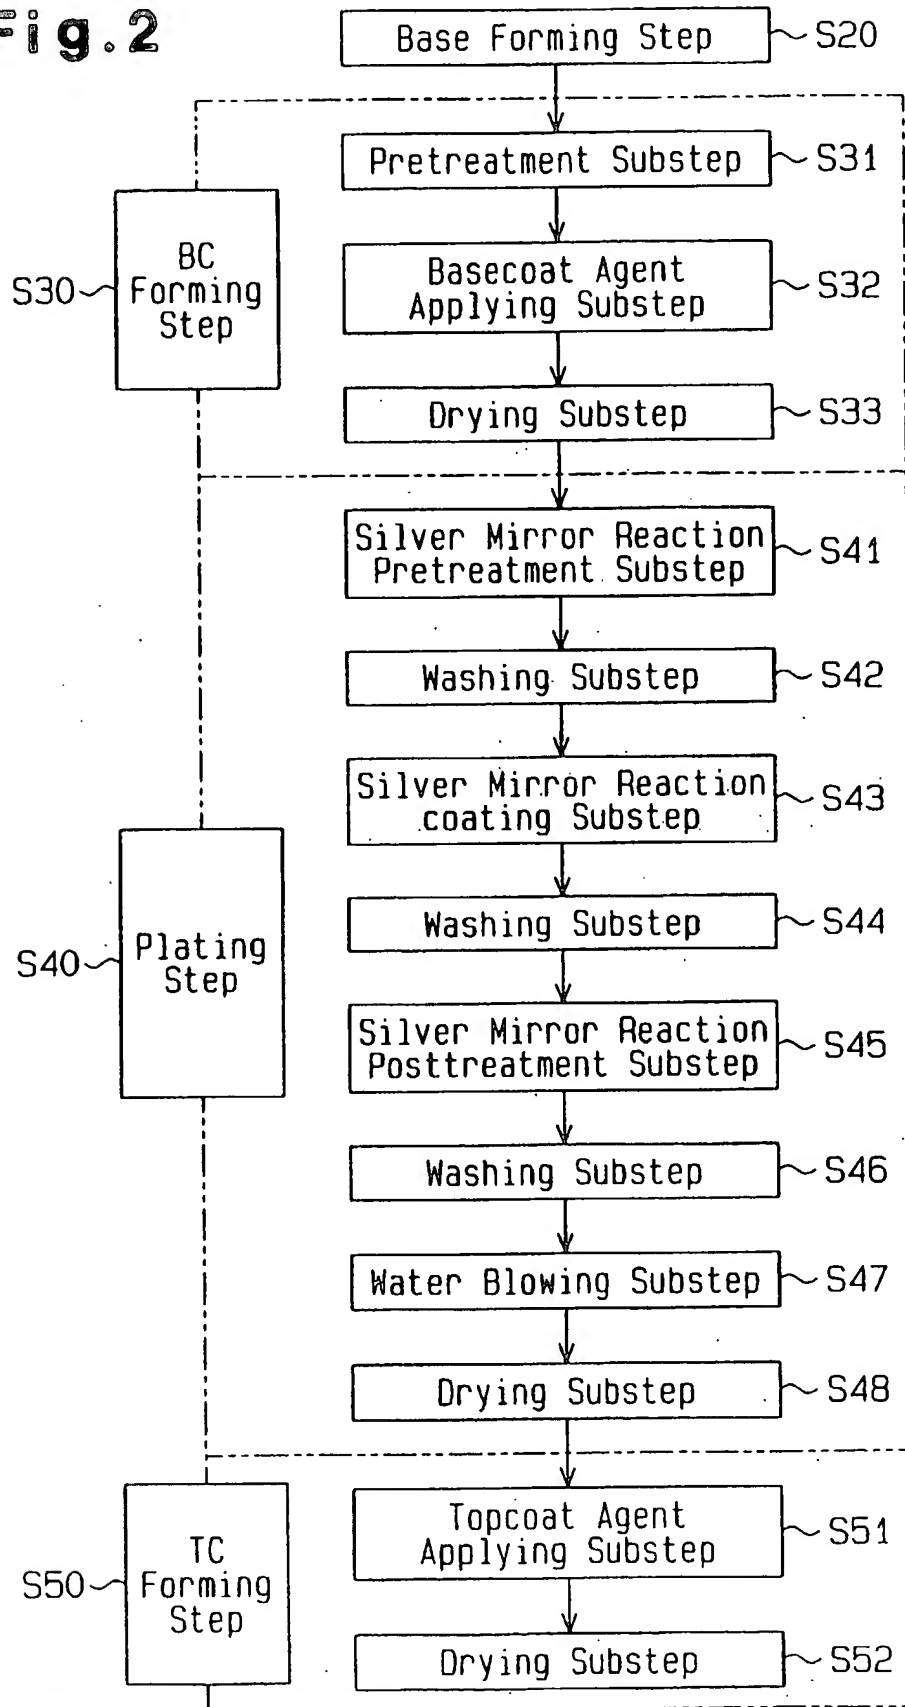 Fig.2
Base Forming Step
S20
Pretreatment Substep
S31
BC
Forming
Step
S30
Basecoat Agent
Applying Substep
S32
Drying Substep
S33
Silver Mirror Reaction
Pretreatment Substep
S41
Washing Substep
S42
Silver Mirror Reaction
coating Substep
S43
Plating
Step
S40
Washing Substep
S44
Silver Mirror Reaction
Posttreatment Substep
S45
Washing Substep
S46
Water Blowing Substep
S47
Drying Substep
S48
TC
Forming
Step
S50
Topcoat Agent
Applying Substep
S51
Drying Substep
S52